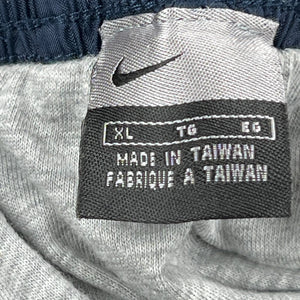 XL TG EG
MADE IN TAIWAN
FABRIQUE A TAIWAN